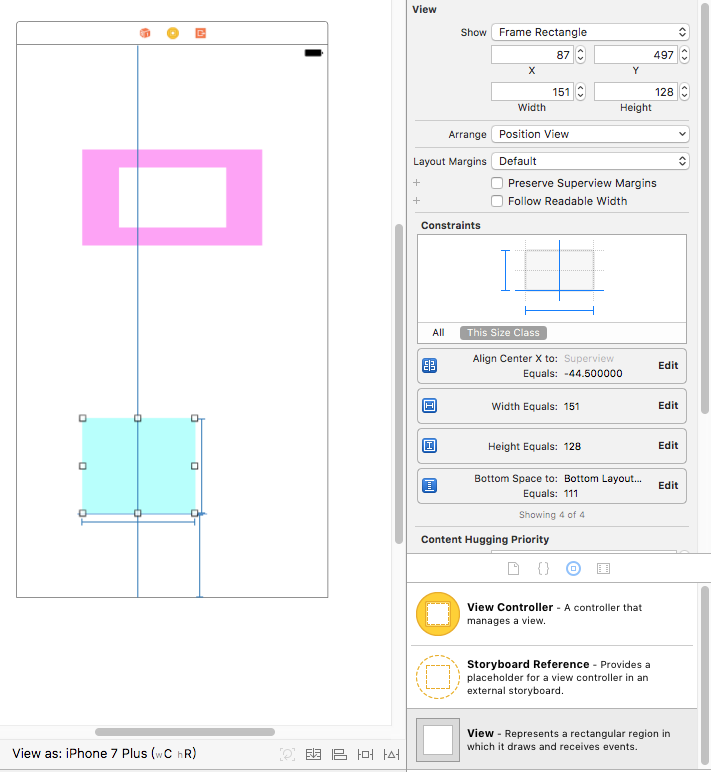 View
Show Frame Rectangle
87 497
X Y
151 128
Width Height
Arrange Position View
Layout Margins Default
Preserve Superview Margins
Follow Readable Width
Constraints
All This Size Class
Align Center X to: Superview
Equals: -44.500000
Edit
Width Equals: 151 Edit
Height Equals: 128 Edit
Bottom Space to: Bottom Layout...
Equals: 111
Edit
Showing 4 of 4
Content Hugging Priority
View Controller - A controller that
manages a view.
Storyboard Reference - Provides a
placeholder for a view controller in an
external storyboard.
View - Represents a rectangular region in
which it draws and receives events.
View as: iPhone 7 Plus (wC hR)